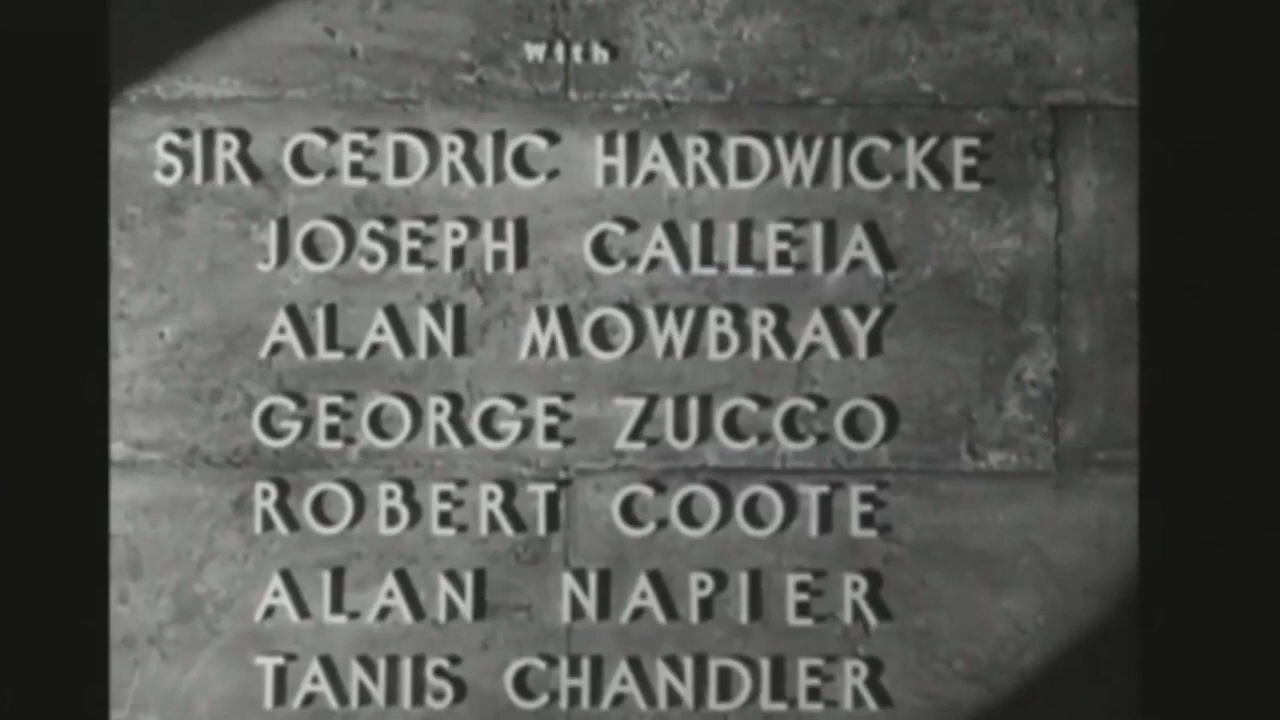 with
SIR CEDRIC HARDWICKE
JOSEPH CALLEIA
ALAN MOWBRAY
GEORGE ZUCCO
ROBERT COOTE
ALAN NAPIER
TANIS CHANDLER